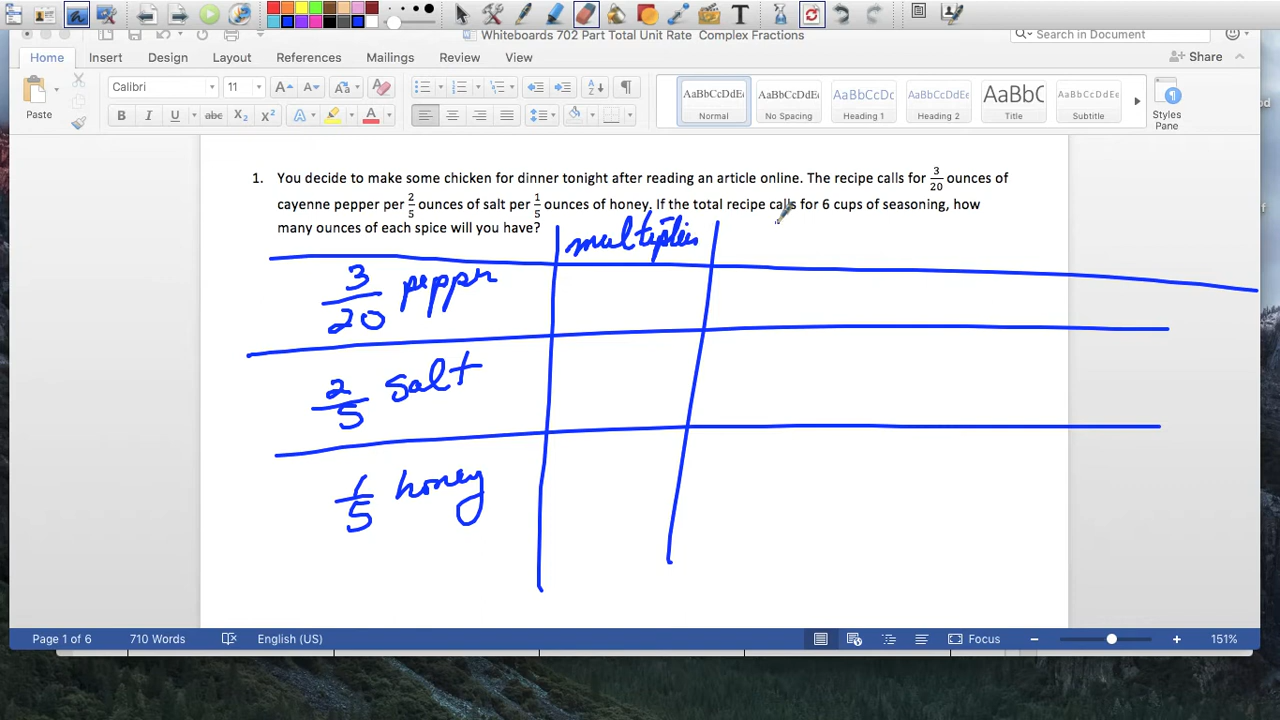 Whiteboards 702 Part Total Unit Rate Complex Fractions
Search in Document
Home Insert Design Layout References Mailings Review View
Share
Paste
Calibri 11
B I U abc X₂ X²
AaBbCcDc AaBbCcDc AaBbCcDc AaBbCcDdEe AaBbC AaBbCcDdEe
Normal No Spacing Heading 1 Heading 2 Title Subtitle
Styles Pane
1. You decide to make some chicken for dinner tonight after reading an article online. The recipe calls for 3/20 ounces of
cayenne pepper per 2/5 ounces of salt per 1/5 ounces of honey. If the total recipe calls for 6 cups of seasoning, how
many ounces of each spice will you have?
multiplier
3/20 pepper
2/5 salt
1/5 honey
Page 1 of 6 710 Words English (US) Focus 151%